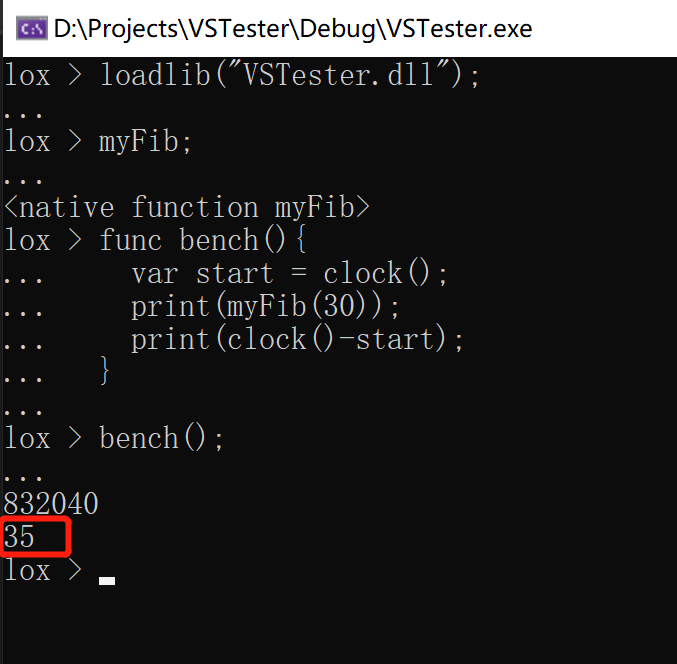 D:\Projects\VSTester\Debug\VSTester.exe
lox > loadlib("VSTester.dll");
...
lox > myFib;
...
<native function myFib>
lox > func bench(){
...     var start = clock();
...     print(myFib(30));
...     print(clock()-start);
...   }
...
lox > bench();
...
832040
35
lox >